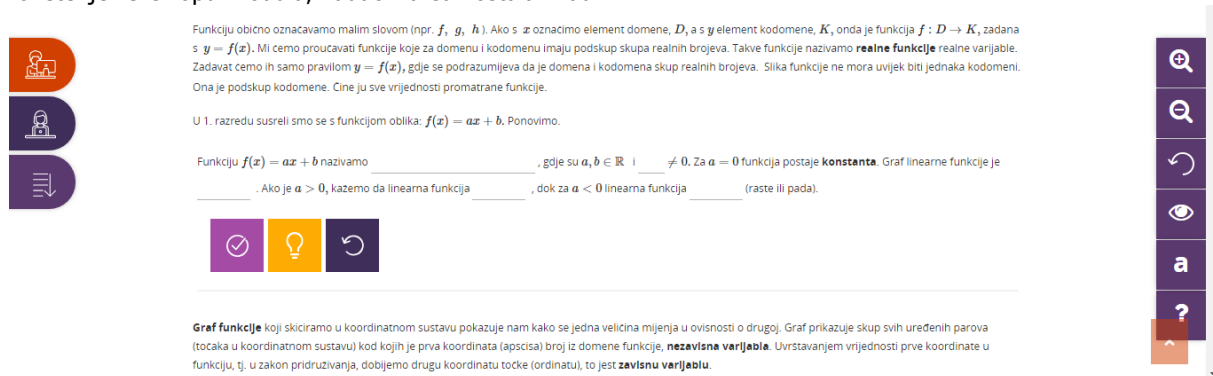 Funkciju obično označavamo malim slovom (npr. f, g, h ). Ako s x označimo element domene, D, a s y element kodomene, K, onda je funkcija f : D → K, zadana
s y = f(x). Mi ćemo proučavati funkcije koje za domenu i kodomenu imaju podskup skupa realnih brojeva. Takve funkcije nazivamo realne funkcije realne varijable.
Zadavat ćemo ih samo pravilom y = f(x), gdje se podrazumijeva da je domena i kodomena skup realnih brojeva. Slika funkcije ne mora uvijek biti jednaka kodomeni.
Ona je podskup kodomene. Čine ju sve vrijednosti promatrane funkcije.
U 1. razredu susreli smo se s funkcijom oblika: f(x) = ax + b. Ponovimo.
Funkciju f(x) = ax + b nazivamo , gdje su a, b ∈ ℝ i ≠ 0. Za a = 0 funkcija postaje konstanta. Graf linearne funkcije je
. Ako je a > 0, kažemo da linearna funkcija , dok za a < 0 linearna funkcija (raste ili pada).
Graf funkcije koji skiciramo u koordinatnom sustavu pokazuje nam kako se jedna veličina mijenja u ovisnosti o drugoj. Graf prikazuje skup svih uređenih parova
(točaka u koordinatnom sustavu) kod kojih je prva koordinata (apscisa) broj iz domene funkcije, nezavisna varijabla. Uvrštavanjem vrijednosti prve koordinate u
funkciju, tj. u zakon pridruživanja, dobijemo drugu koordinatu točke (ordinatu), to jest zavisnu varijablu.
a
?